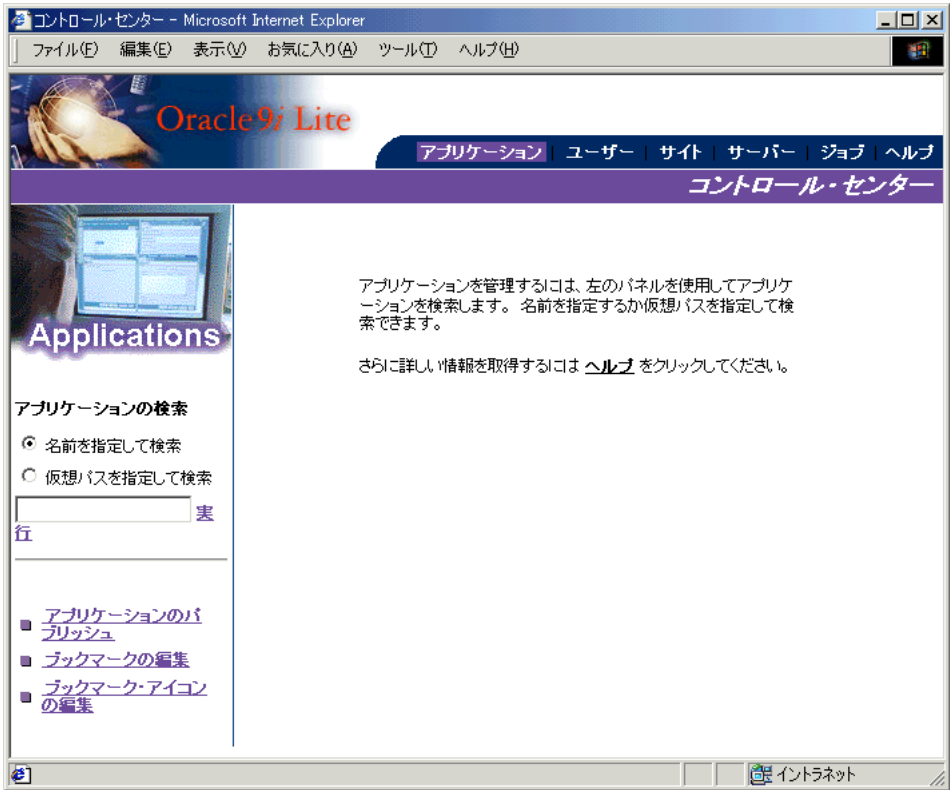 コントロール・センター - Microsoft Internet Explorer
ファイル(F) 編集(E) 表示(V) お気に入り(A) ツール(T) ヘルプ(H)
Oracle9i Lite
アプリケーション ユーザー サイト サーバー ジョブ ヘルプ
コントロール・センター
Applications
アプリケーションを管理するには、左のパネルを使用してアプリケ
ーションを検索します。 名前を指定するか仮想パスを指定して検
索できます。
さらに詳しい情報を取得するには ヘルプ をクリックしてください。
アプリケーションの検索
名前を指定して検索
仮想パスを指定して検索
実
行
アプリケーションのパ
ブリッシュ
ブックマークの編集
ブックマーク・アイコン
の編集
イントラネット